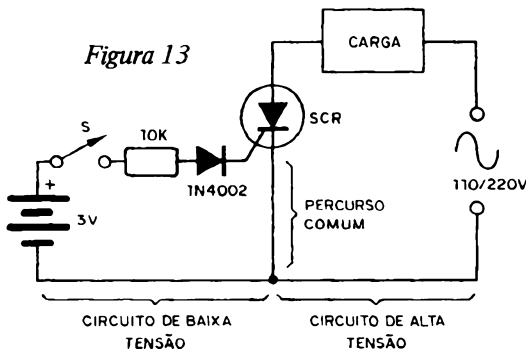 Figura 13
CARGA
S
10K
SCR
1N4002
+
3V
110/220V
PERCURSO
COMUM
CIRCUITO DE BAIXA
TENSÃO
CIRCUITO DE ALTA
TENSÃO